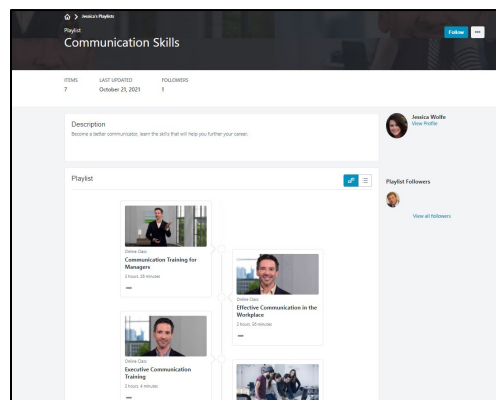 Jessica's Playlists
Playlist
Communication Skills
Follow
ITEMS LAST UPDATED FOLLOWERS
7 October 21, 2021 1
Description
Become a better communicator, learn the skills that will help you further your career.
Jessica Wolfe
View Profile
Playlist
Playlist Followers
View all followers
Online Class
Communication Training for
Managers
3 hours, 58 minutes
Online Class
Effective Communication in the
Workplace
2 hours, 58 minutes
Online Class
Executive Communication
Training
2 hours, 4 minutes